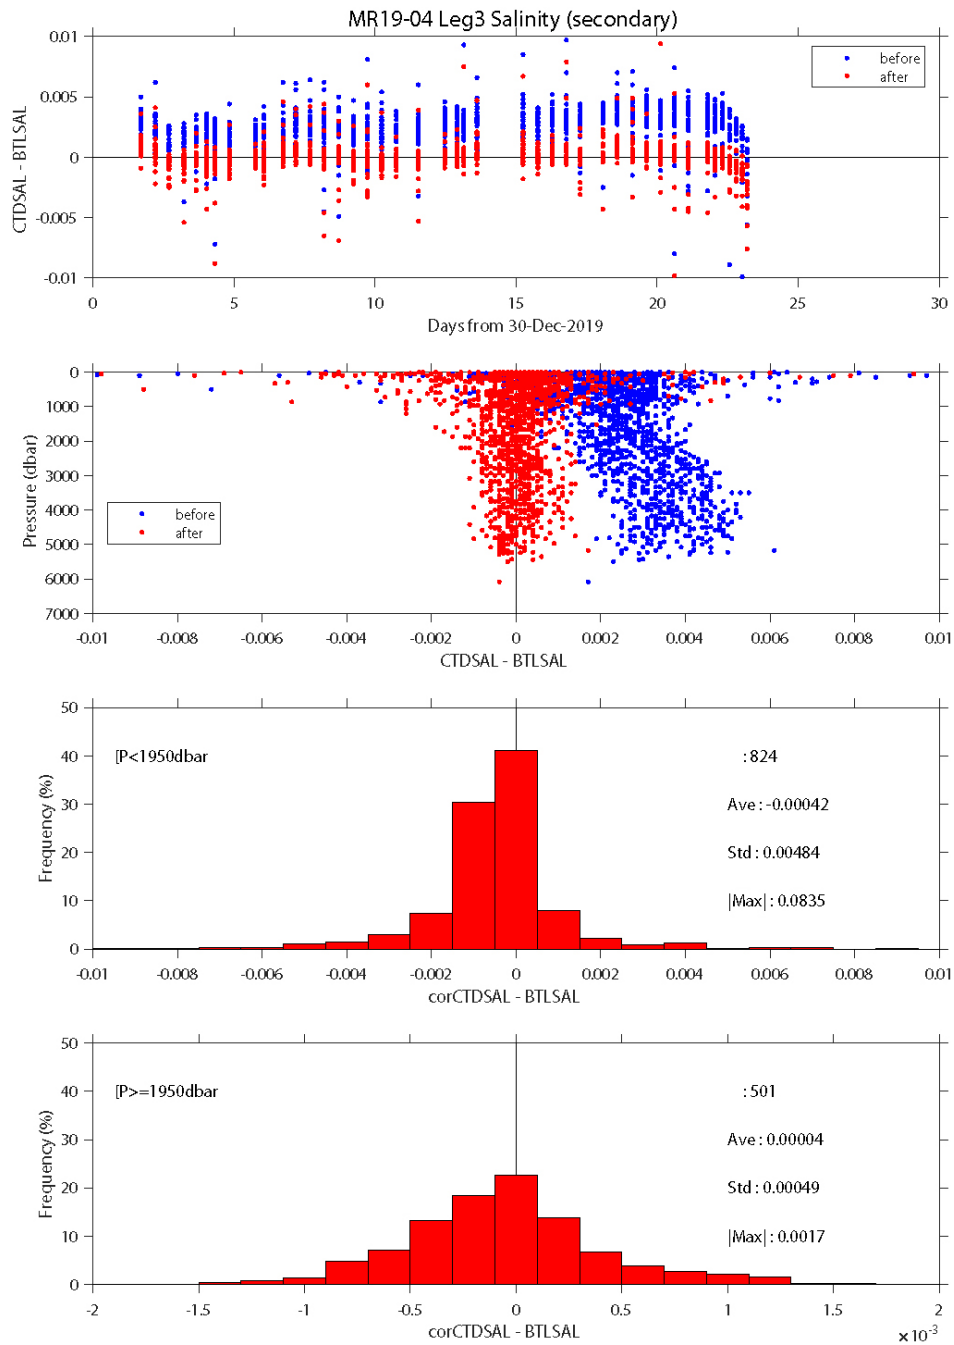 MR19-04 Leg3 Salinity (secondary)
0.01
0.005
0
-0.005
-0.01
CTDSAL - BTLSAL
before
after
0 5 10 15 20 25 30
Days from 30-Dec-2019
0
1000
2000
3000
4000
5000
6000
7000
Pressure (dbar)
before
after
-0.01 -0.008 -0.006 -0.004 -0.002 0 0.002 0.004 0.006 0.008 0.01
CTDSAL - BTLSAL
50
40
30
20
10
0
Frequency (%)
[P<1950dbar :824
Ave : -0.00042
Std : 0.00484
|Max| : 0.0835
-0.01 -0.008 -0.006 -0.004 -0.002 0 0.002 0.004 0.006 0.008 0.01
corCTDSAL - BTLSAL
50
40
30
20
10
0
Frequency (%)
[P>=1950dbar :501
Ave : 0.00004
Std : 0.00049
|Max| : 0.0017
-2 -1.5 -1 -0.5 0 0.5 1 1.5 2
corCTDSAL - BTLSAL
×10⁻³